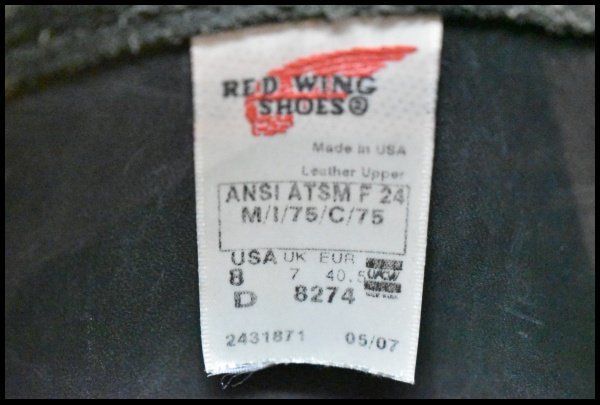 RED WING
SHOES®
Made in USA
Leather Upper
ANSI ATSM F 24
M/I/75/C/75
USA UK EUR
8 7 40.5
D 8274
2431871 05/07